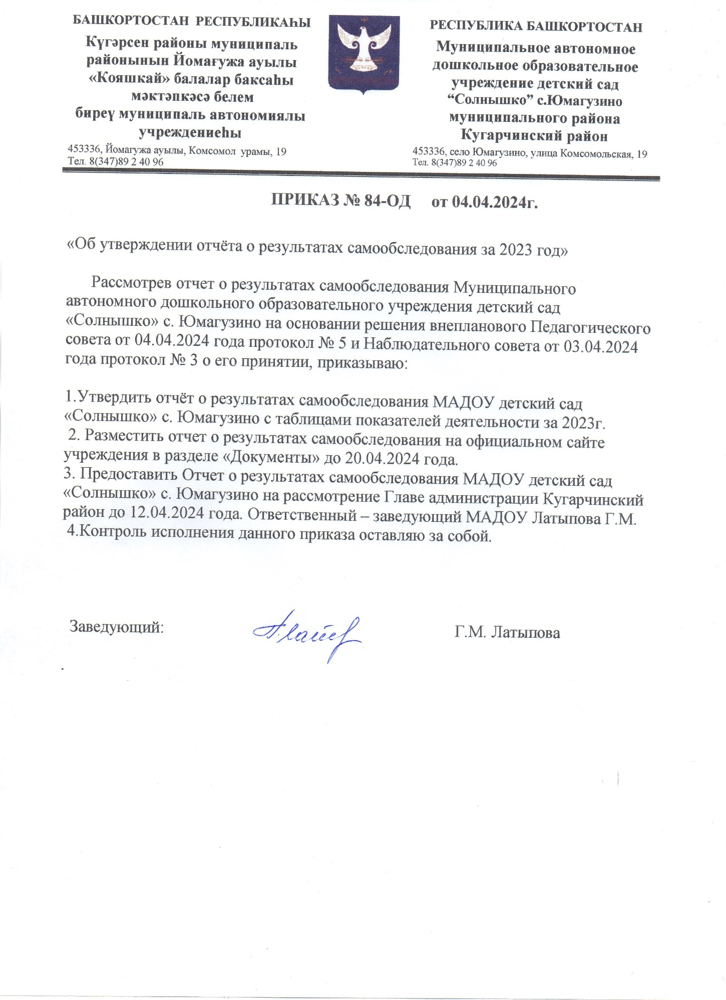 БАШКОРТОСТАН РЕСПУБЛИКАҺЫ
Күгәрсен районы муниципаль
районынын Йомағужа ауылы
«Кояшкай» балалар баксаһы
мәктәпкәсә белем
биреү муниципаль автономиялы
учреждениеһы
453336, Йомагужа ауылы, Комсомол урамы, 19
Тел. 8(347)89 2 40 96
РЕСПУБЛИКА БАШКОРТОСТАН
Муниципальное автономное
дошкольное образовательное
учреждение детский сад
“Солнышко” с.Юмагузино
муниципального района
Кугарчинский район
453336, село Юмагузино, улица Комсомольская, 19
Тел. 8(347)89 2 40 96
ПРИКАЗ № 84-ОД от 04.04.2024г.
«Об утверждении отчёта о результатах самообследования за 2023 год»
Рассмотрев отчет о результатах самообследования Муниципального
автономного дошкольного образовательного учреждения детский сад
«Солнышко» с. Юмагузино на основании решения внепланового Педагогического
совета от 04.04.2024 года протокол № 5 и Наблюдательного совета от 03.04.2024
года протокол № 3 о его принятии, приказываю:
1.Утвердить отчёт о результатах самообследования МАДОУ детский сад
«Солнышко» с. Юмагузино с таблицами показателей деятельности за 2023г.
2. Разместить отчет о результатах самообследования на официальном сайте
учреждения в разделе «Документы» до 20.04.2024 года.
3. Предоставить Отчет о результатах самообследования МАДОУ детский сад
«Солнышко» с. Юмагузино на рассмотрение Главе администрации Кугарчинский
район до 12.04.2024 года. Ответственный – заведующий МАДОУ Латыпова Г.М.
4.Контроль исполнения данного приказа оставляю за собой.
Заведующий: Г.М. Латыпова